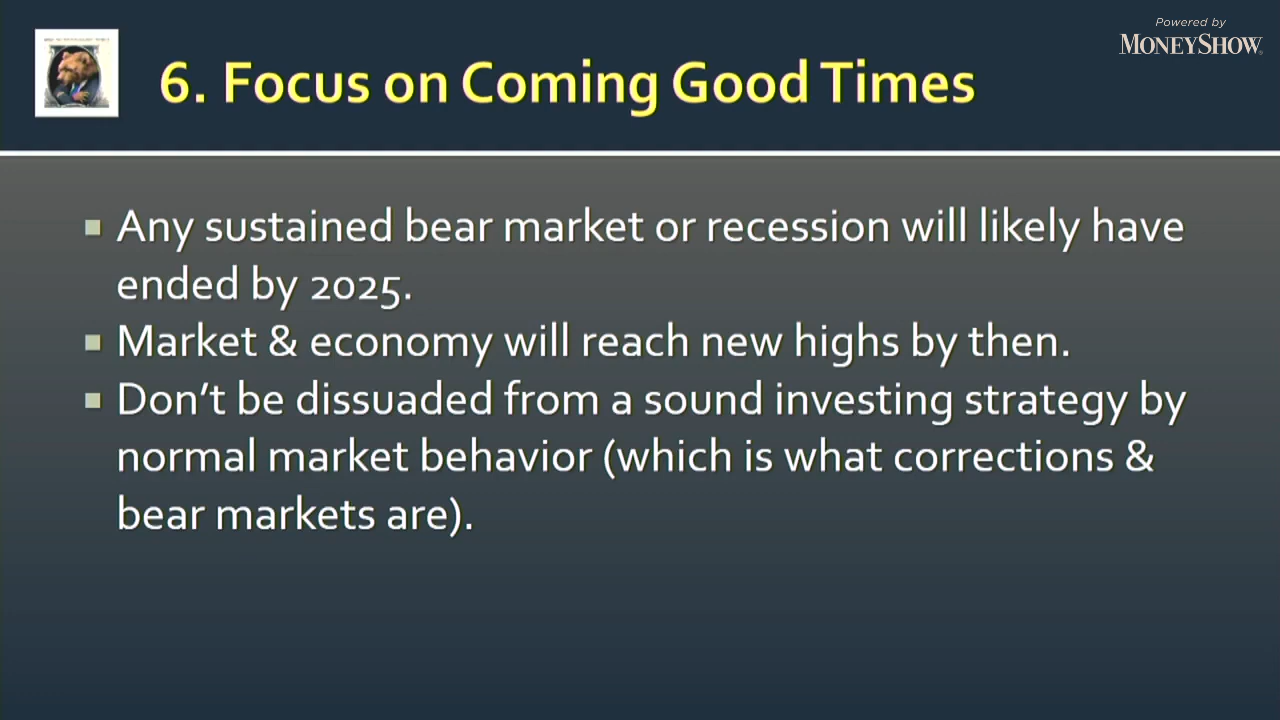 Powered by
MONEYSHOW
6. Focus on Coming Good Times
Any sustained bear market or recession will likely have
ended by 2025.
Market & economy will reach new highs by then.
Don't be dissuaded from a sound investing strategy by
normal market behavior (which is what corrections &
bear markets are).